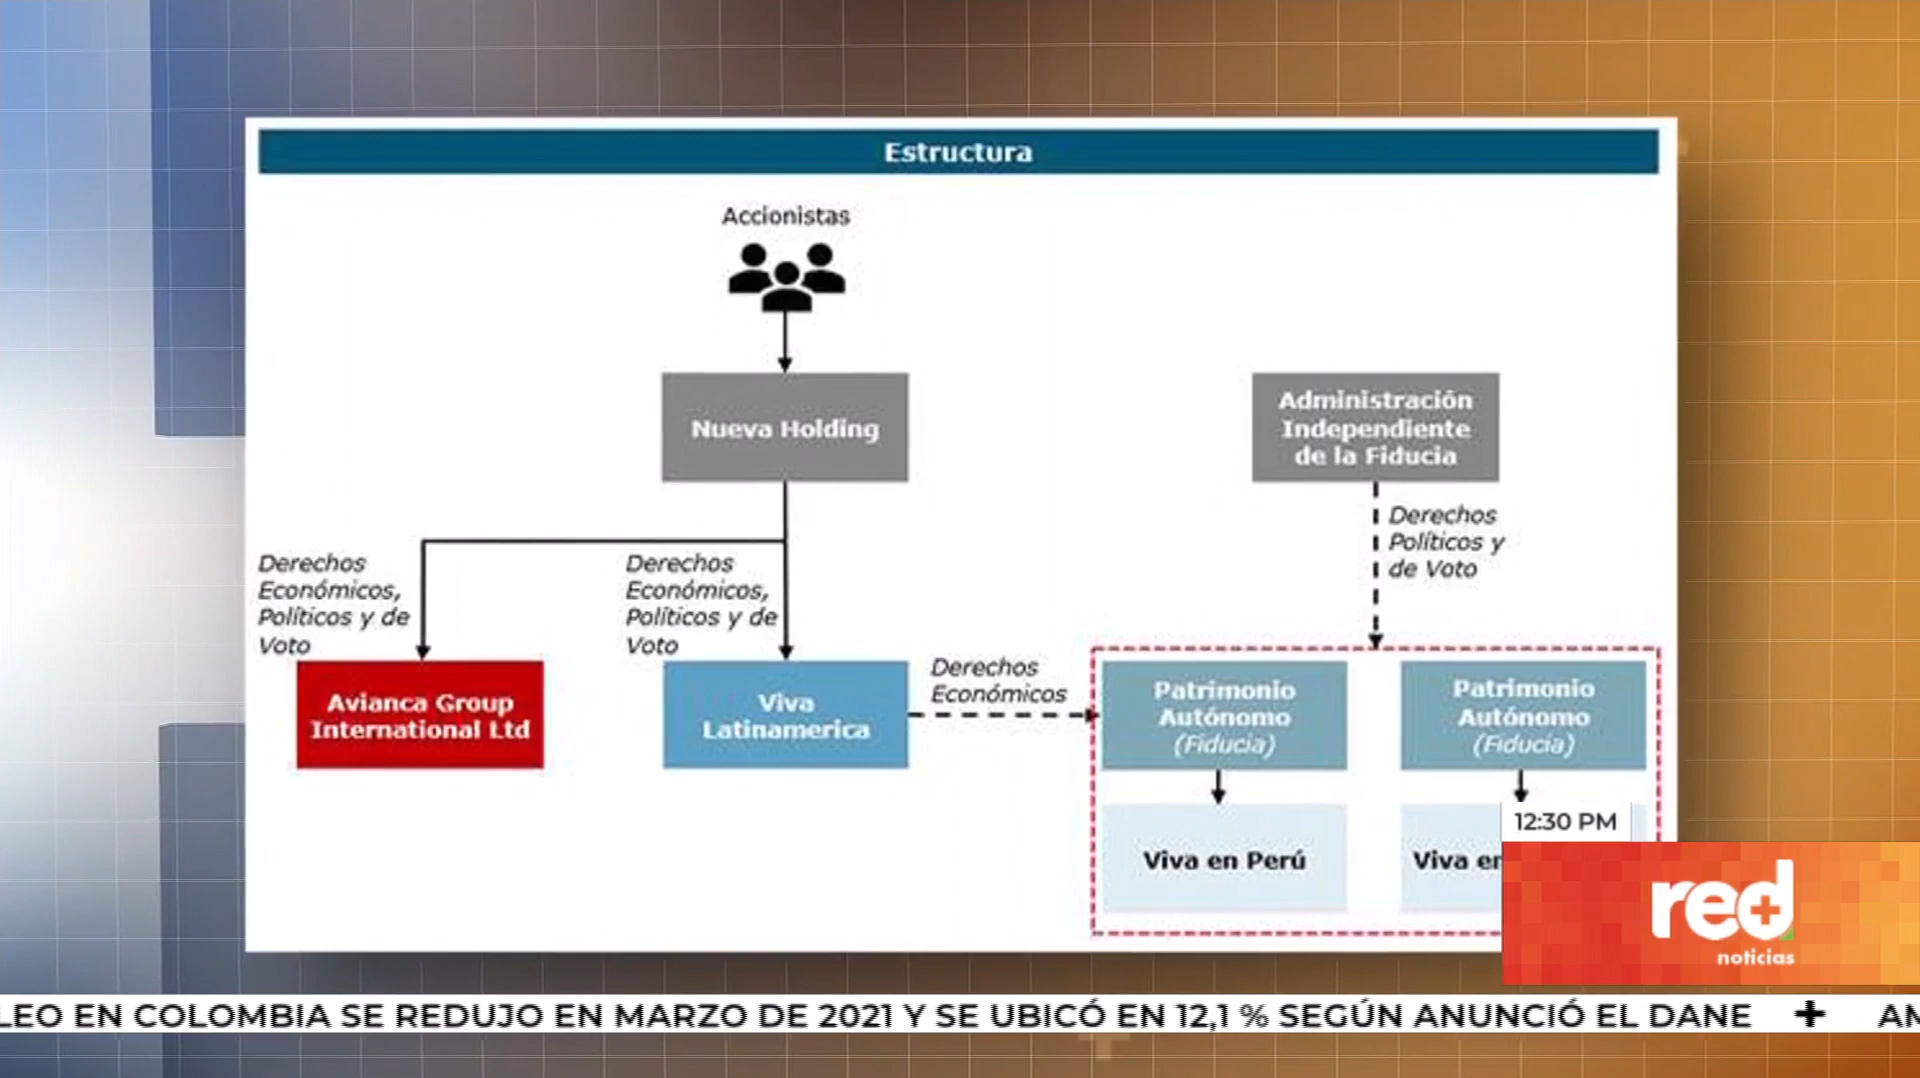 Estructura
Accionistas
Nueva Holding
Administración
Independiente
de la Fiducia
Derechos
Políticos y
de Voto
Derechos
Económicos,
Políticos y de
Voto
Derechos
Económicos,
Políticos y de
Voto
Avianca Group
International Ltd
Viva
Latinamerica
Derechos
Económicos
Patrimonio
Autónomo
(Fiducia)
Patrimonio
Autónomo
(Fiducia)
Viva en Perú
Viva en
12:30 PM
red
noticias
LEO EN COLOMBIA SE REDUJO EN MARZO DE 2021 Y SE UBICÓ EN 12,1 % SEGÚN ANUNCIÓ EL DANE + AM